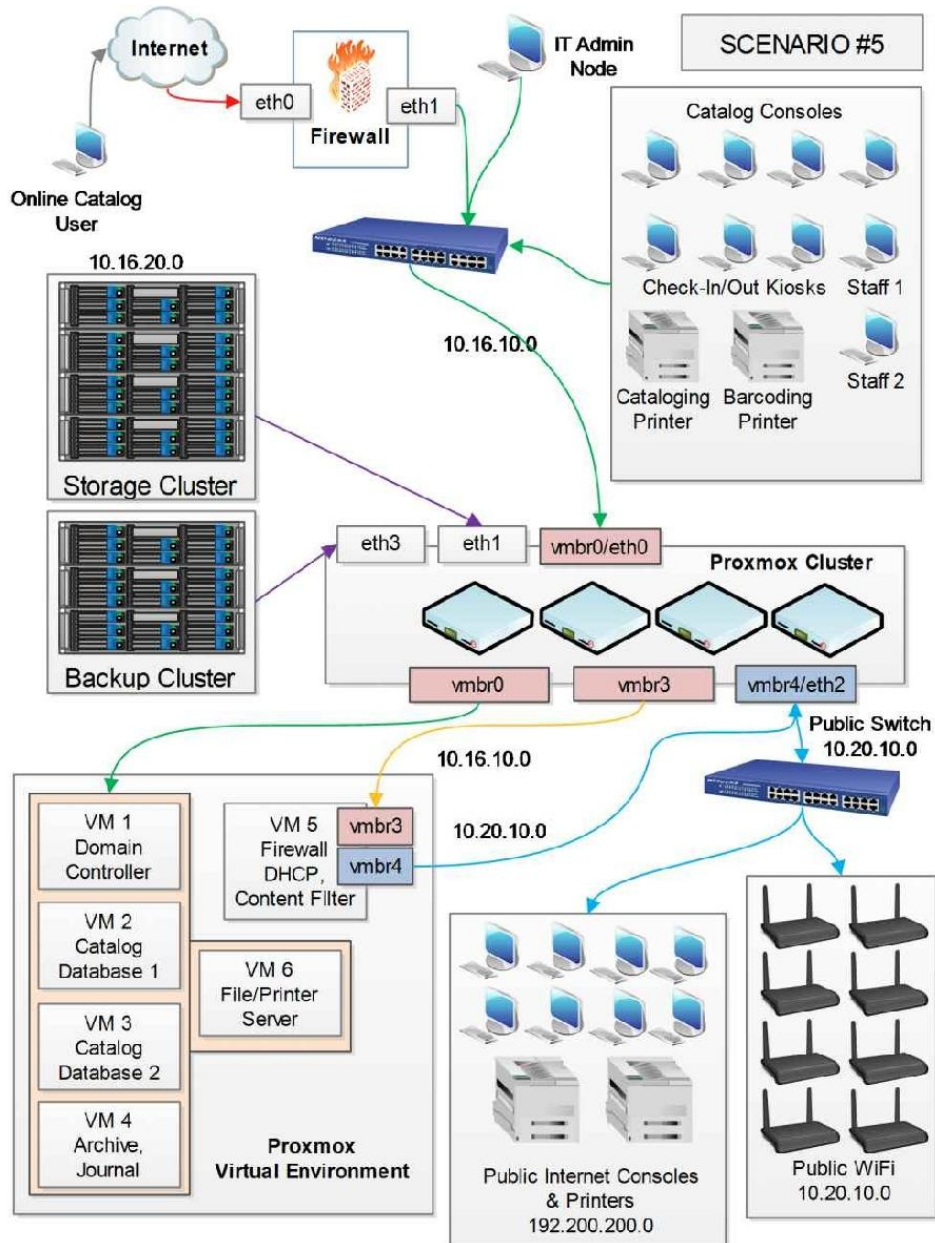 Internet
eth0
Firewall
eth1
IT Admin
Node
SCENARIO #5
Online Catalog
User
Catalog Consoles
Check-In/Out Kiosks
Staff 1
Cataloging
Printer
Barcoding
Printer
Staff 2
10.16.20.0
Storage Cluster
Backup Cluster
10.16.10.0
eth3
eth1
vmbr0/eth0
Proxmox Cluster
vmbr0
vmbr3
vmbr4/eth2
Public Switch
10.20.10.0
10.16.10.0
10.20.10.0
VM 1
Domain
Controller
VM 2
Catalog
Database 1
VM 3
Catalog
Database 2
VM 4
Archive,
Journal
VM 5
Firewall
DHCP,
Content Filter
vmbr3
vmbr4
VM 6
File/Printer
Server
Proxmox
Virtual Environment
Public Internet Consoles
& Printers
192.200.200.0
Public WiFi
10.20.10.0